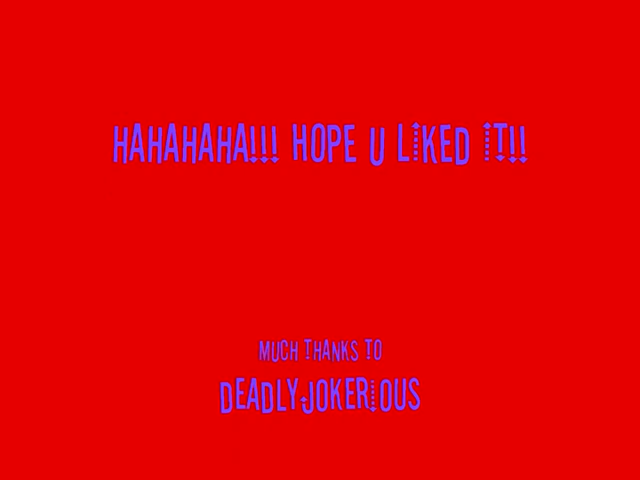 HAHAHAHA!!! HOPE U LIKED IT!!
MUCH THANKS TO
DEADLYJOKERIOUS